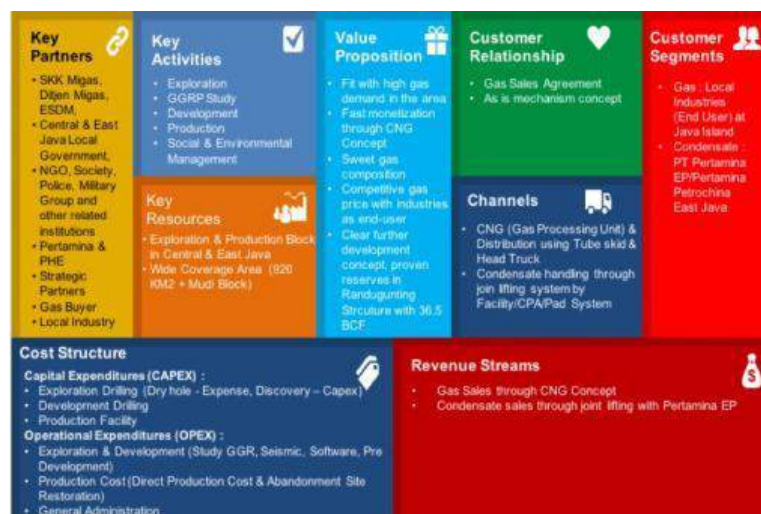 Key
Partners
• SKK Migas,
Ditjen Migas,
ESDM,
• Central & East
Java Local
Government,
• NGO, Society,
Police, Military
Group and
other related
institutions
• Pertamina &
PHE
• Strategic
Partners
• Gas Buyer
• Local Industry
Key
Activities
• Exploration
• GGRP Study
• Development
• Production
• Social & Environmental
Management
Key
Resources
• Exploration & Production Block
in Central & East Java
• Wide Coverage Area (920
KM2 + Mudi Block)
Value
Proposition
• Fit with high gas
demand in the area
• Fast monetization
through CNG
Concept
• Sweet gas
composition
• Competitive gas
price with industries
as end-user
• Clear further
development
concept, proven
reserves in
Randugunting
Strcuture with 36.5
BCF
Customer
Relationship
• Gas Sales Agreement
• As is mechanism concept
Channels
• CNG (Gas Processing Unit) &
Distribution using Tube skid &
Head Truck
• Condensate handling through
join lifting system by
Facility/CPA/Pad System
Customer
Segments
• Gas : Local
Industries
(End User) at
Java Island
• Condensate :
PT Pertamina
EP/Pertamina
Petrochina
East Java
Cost Structure
Capital Expenditures (CAPEX) :
• Exploration Drilling (Dry hole - Expense, Discovery – Capex)
• Development Drilling
• Production Facility
Operational Expenditures (OPEX) :
• Exploration & Development (Study GGR, Seismic, Software, Pre
Development)
• Production Cost (Direct Production Cost & Abandonment Site
Restoration)
• General Administration
Revenue Streams
• Gas Sales through CNG Concept
• Condensate sales through joint lifting with Pertamina EP
$